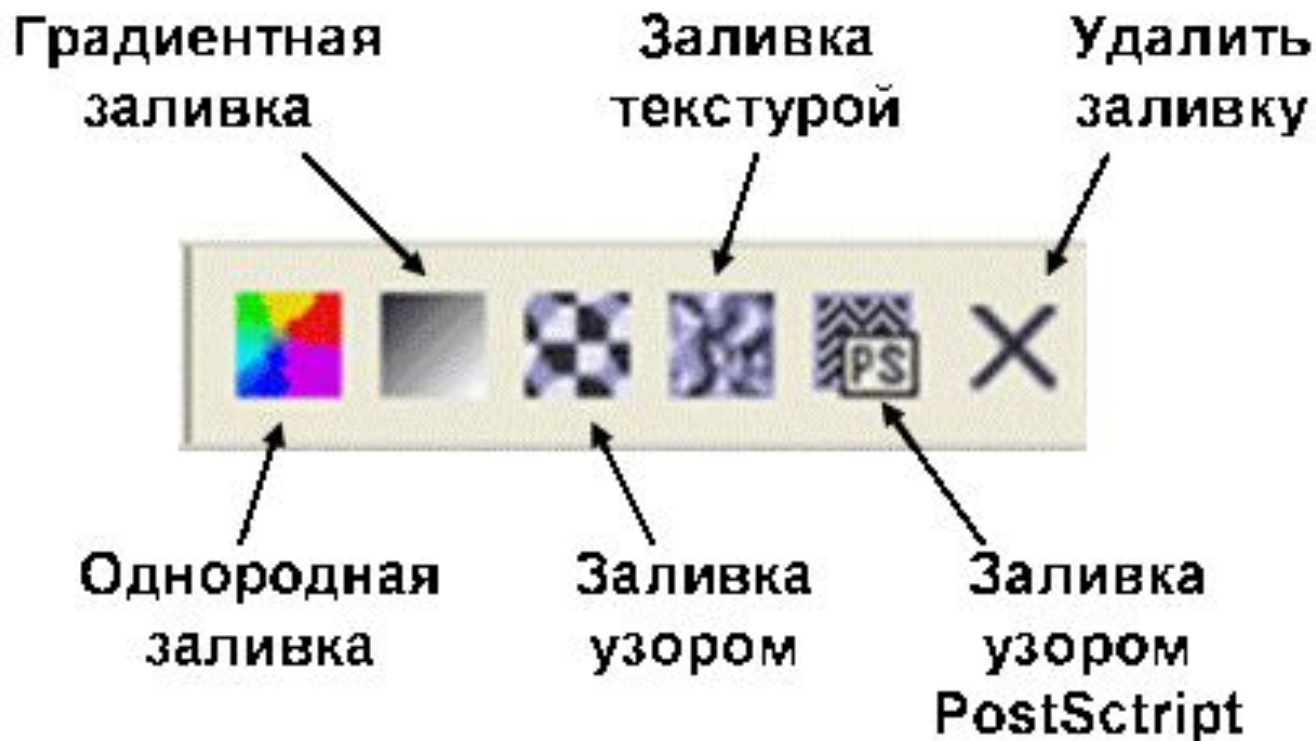 Градиентная
заливка
Заливка
текстурой
Удалить
заливку
PS
Однородная
заливка
Заливка
узором
Заливка
узором
PostSctript